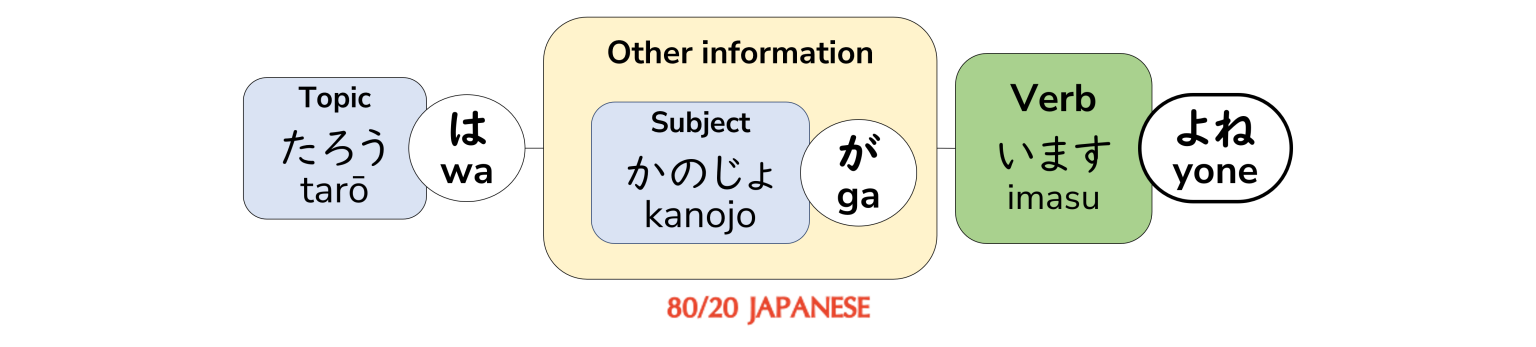 Topic
たろう
tarō
は
wa
Other information
Subject
かのじょ
kanojo
が
ga
Verb
います
imasu
よね
yone
80/20 JAPANESE